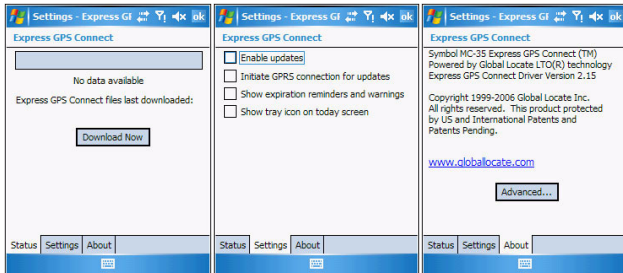 Settings - Express GI
ok
Express GPS Connect
No data available
Express GPS Connect files last downloaded:
Download Now
Status Settings About
Settings - Express GI
ok
Express GPS Connect
Enable updates
Initiate GPRS connection for updates
Show expiration reminders and warnings
Show tray icon on today screen
Status Settings About
Settings - Express GI
ok
Express GPS Connect
Symbol MC-35 Express GPS Connect (TM)
Powered by Global Locate LTO(R) technology
Express GPS Connect Driver Version 2.15
Copyright 1999-2006 Global Locate Inc.
All rights reserved. This product protected
by US and International Patents and
Patents Pending.
www.globallocate.com
Advanced...
Status Settings About